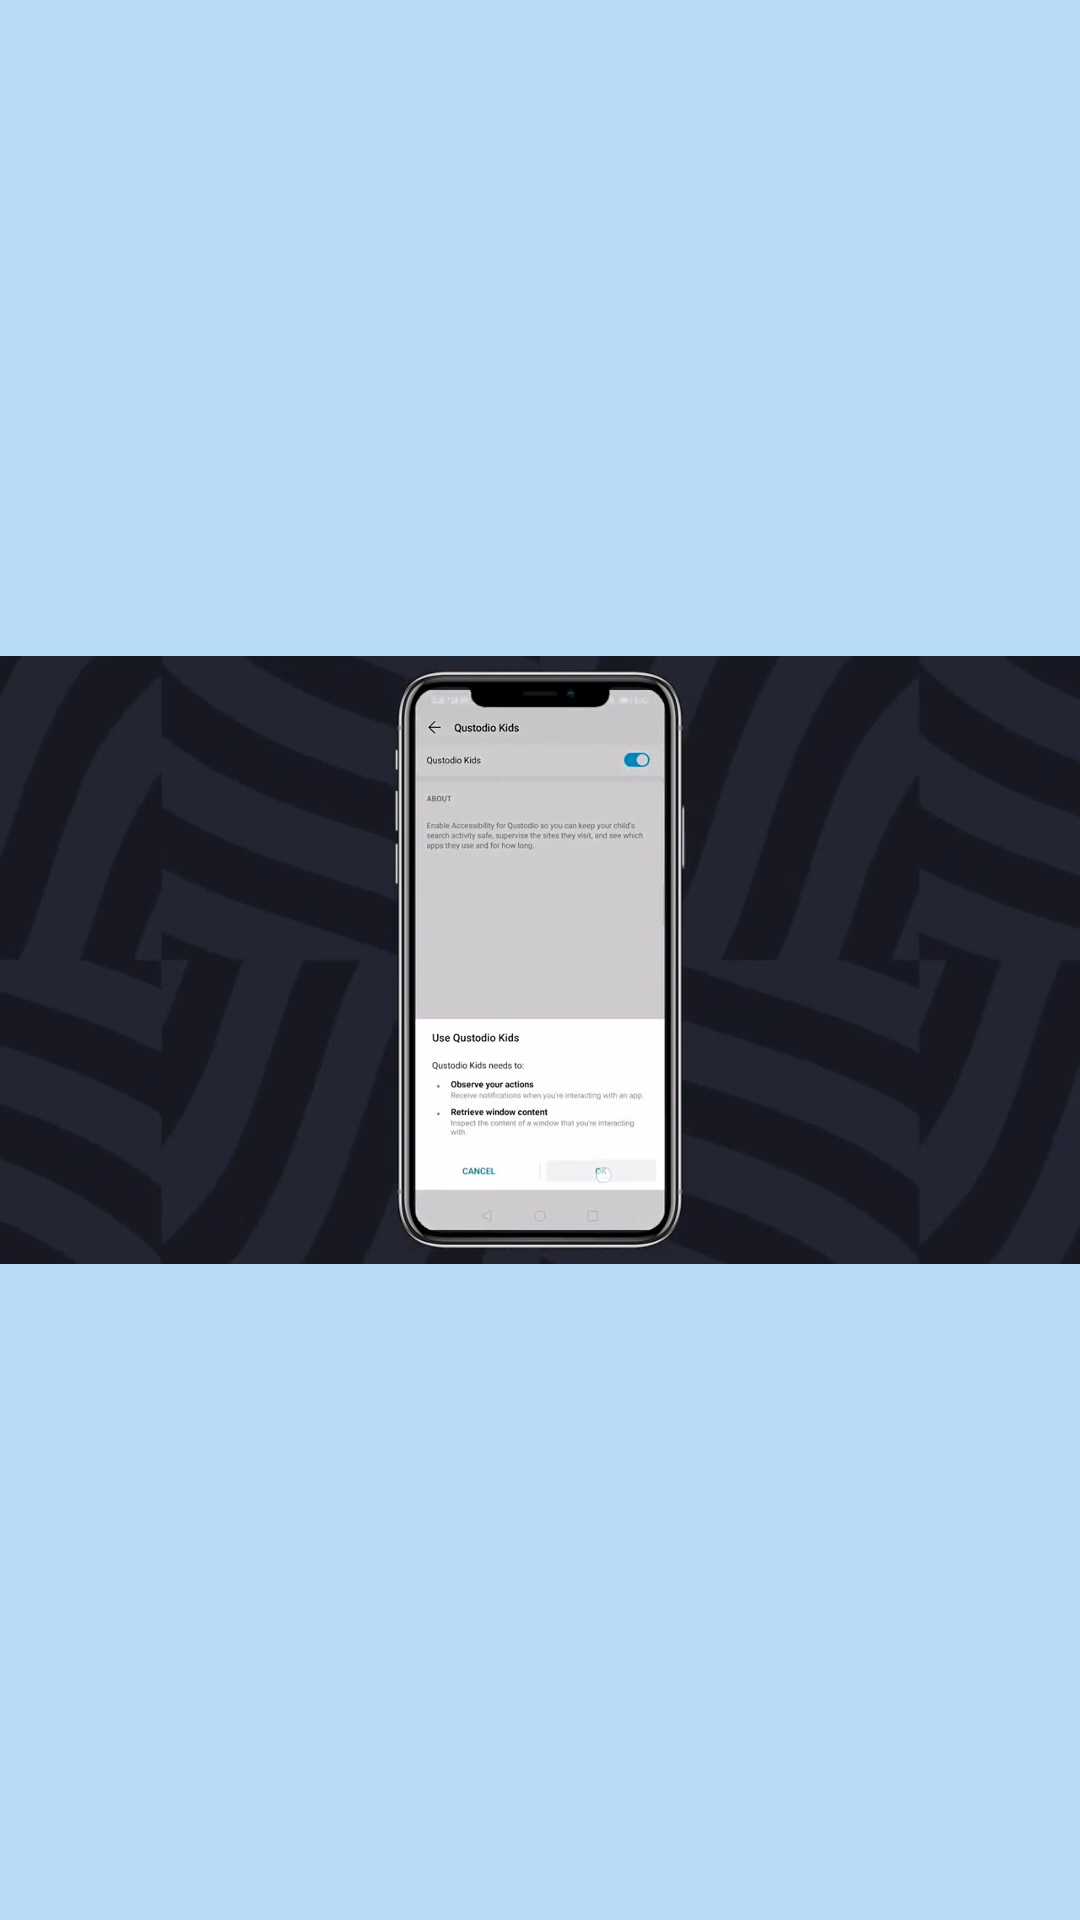 Qustodio Kids
Qustodio Kids
ABOUT
Enable Accessibility for Qustodio so you can keep your child's
search activity safe, supervise the sites they visit, and see which
apps they use and for how long.
Use Qustodio Kids
Qustodio Kids needs to:
Observe your actions
Receive notifications when you're interacting with an app.
Retrieve window content
Inspect the content of a window that you're interacting
with.
CANCEL
OK